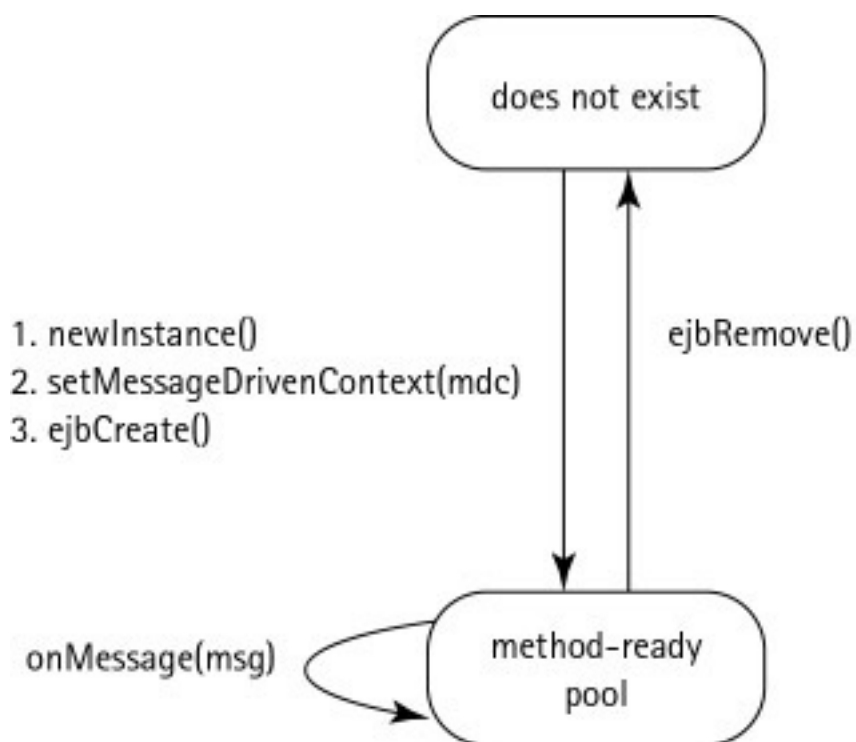 does not exist
1. newInstance()
2. setMessageDrivenContext(mdc)
3. ejbCreate()
ejbRemove()
onMessage(msg)
method-ready
pool